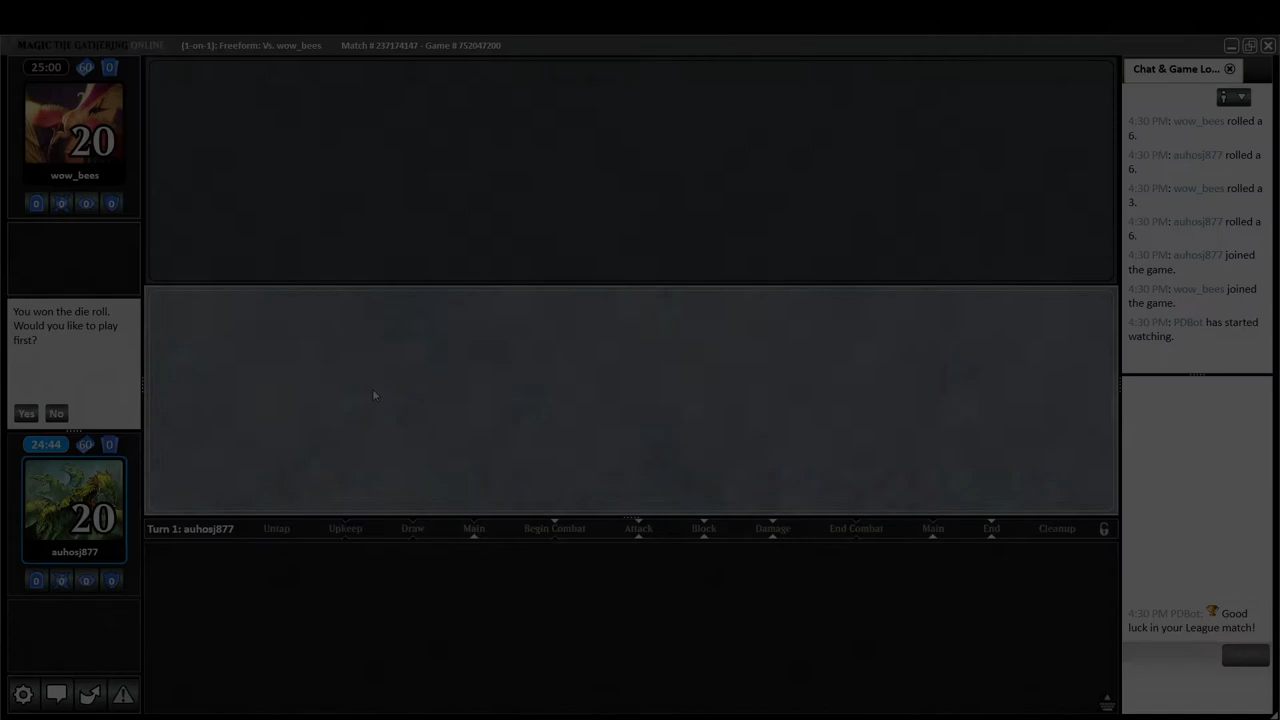 MAGIC THE GATHERING ONLINE (1-on-1): Freeform: Vs. wow_bees Match # 237174147 - Game # 752047200
25:00 60 0
20
wow_bees
0 0 0 0
You won the die roll.
Would you like to play
first?
Yes No
24:44 60 0
20
auhosj877
0 0 0 0
Turn 1: auhosj877 Untap Upkeep Draw Main Begin Combat Attack Block Damage End Combat Main End Cleanup
Chat & Game Lo...
4:30 PM: wow_bees rolled a
6.
4:30 PM: auhosj877 rolled a
6.
4:30 PM: wow_bees rolled a
3.
4:30 PM: auhosj877 rolled a
6.
4:30 PM: auhosj877 joined
the game.
4:30 PM: wow_bees joined
the game.
4:30 PM: PDBot has started
watching.
4:30 PM PDBot: 🏆 Good
luck in your League match!